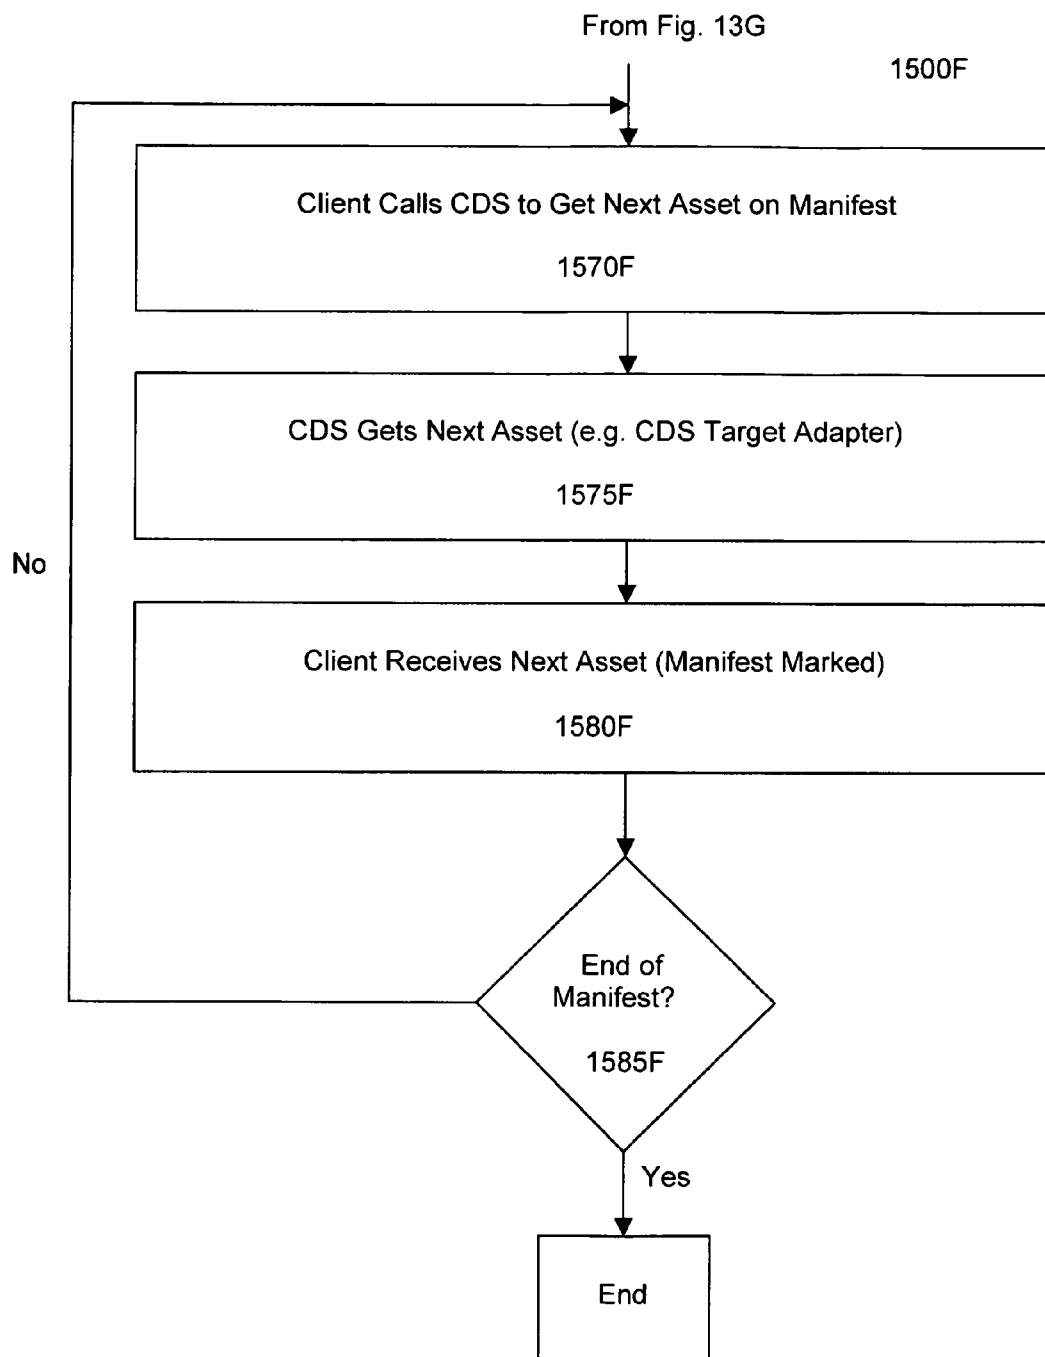 From Fig. 13G
1500F
Client Calls CDS to Get Next Asset on Manifest
1570F
CDS Gets Next Asset (e.g. CDS Target Adapter)
1575F
No
Client Receives Next Asset (Manifest Marked)
1580F
End of
Manifest?
1585F
Yes
End